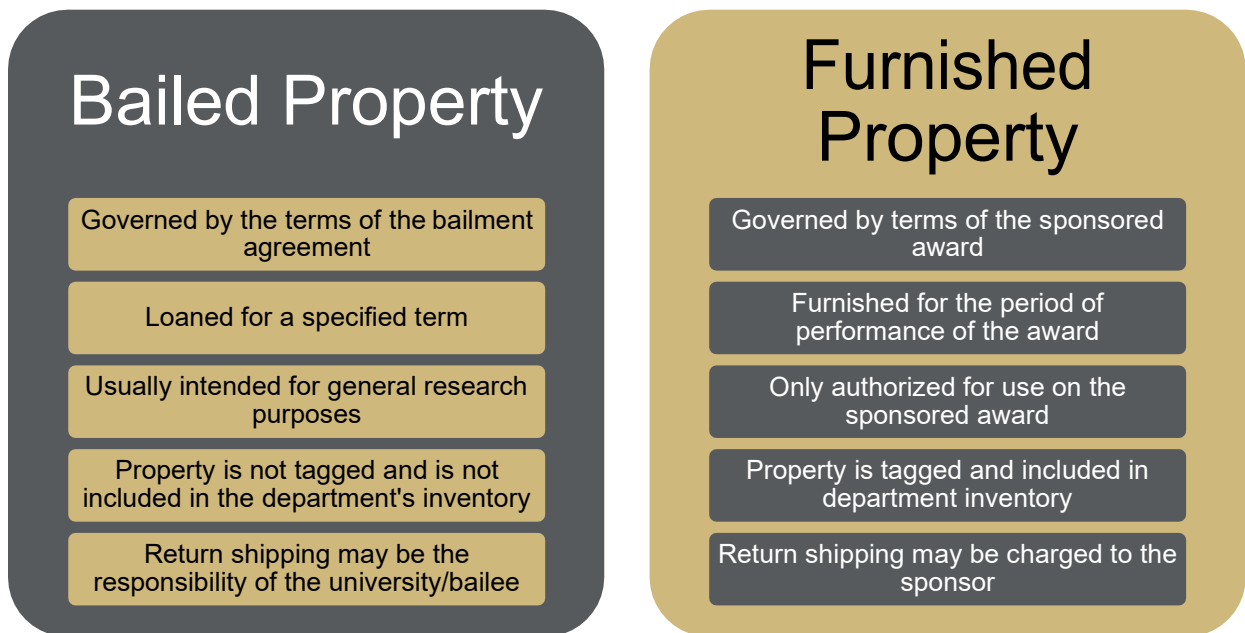 Bailed Property
Governed by the terms of the bailment
agreement
Loaned for a specified term
Usually intended for general research
purposes
Property is not tagged and is not
included in the department's inventory
Return shipping may be the
responsibility of the university/bailee
Furnished
Property
Governed by terms of the sponsored
award
Furnished for the period of
performance of the award
Only authorized for use on the
sponsored award
Property is tagged and included in
department inventory
Return shipping may be charged to the
sponsor